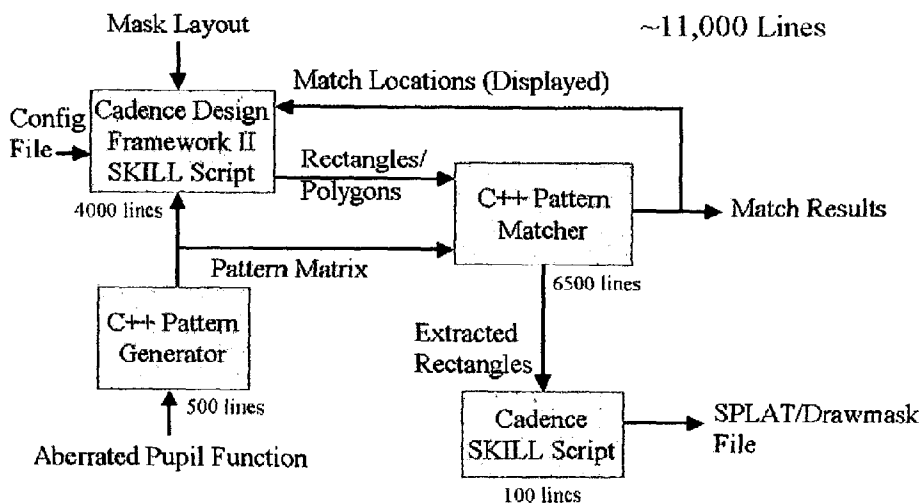 Mask Layout
~11,000 Lines
Match Locations (Displayed)
Config
File
Cadence Design
Framework II
SKILL Script
4000 lines
Rectangles/
Polygons
C++ Pattern
Matcher
6500 lines
Match Results
Pattern Matrix
C++ Pattern
Generator
500 lines
Extracted
Rectangles
Aberrated Pupil Function
Cadence
SKILL Script
100 lines
SPLAT/Drawmask
File